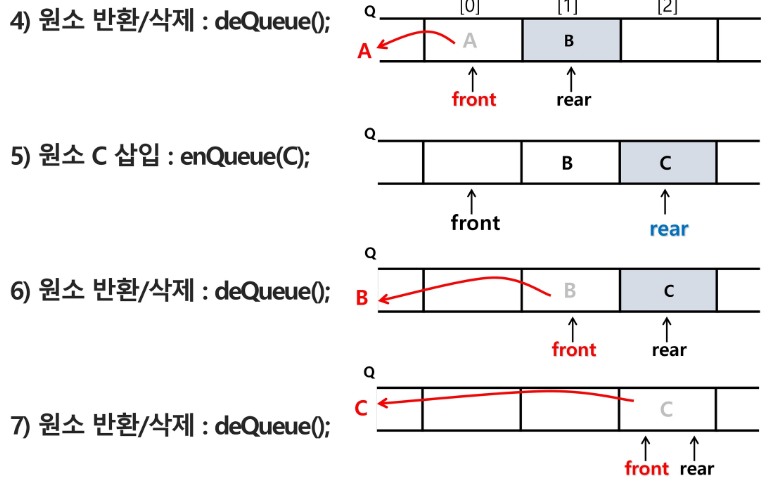 Q [0] [1] [2]
4) 원소 반환/삭제 : deQueue();
A A B
front rear
Q
5) 원소 C 삽입 : enQueue(C);
B C
front rear
Q
6) 원소 반환/삭제 : deQueue();
B B C
front rear
Q
7) 원소 반환/삭제 : deQueue();
C C
front rear